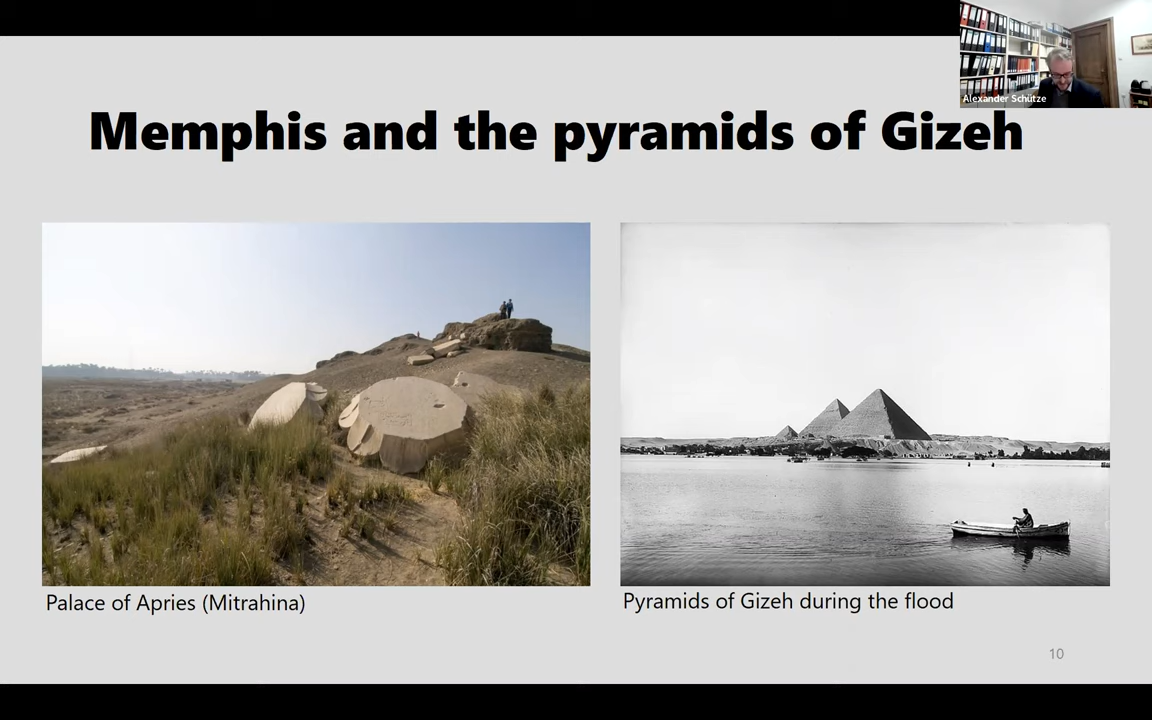 Alexander Schütze
Memphis and the pyramids of Gizeh
Palace of Apries (Mitrahina)
Pyramids of Gizeh during the flood
10